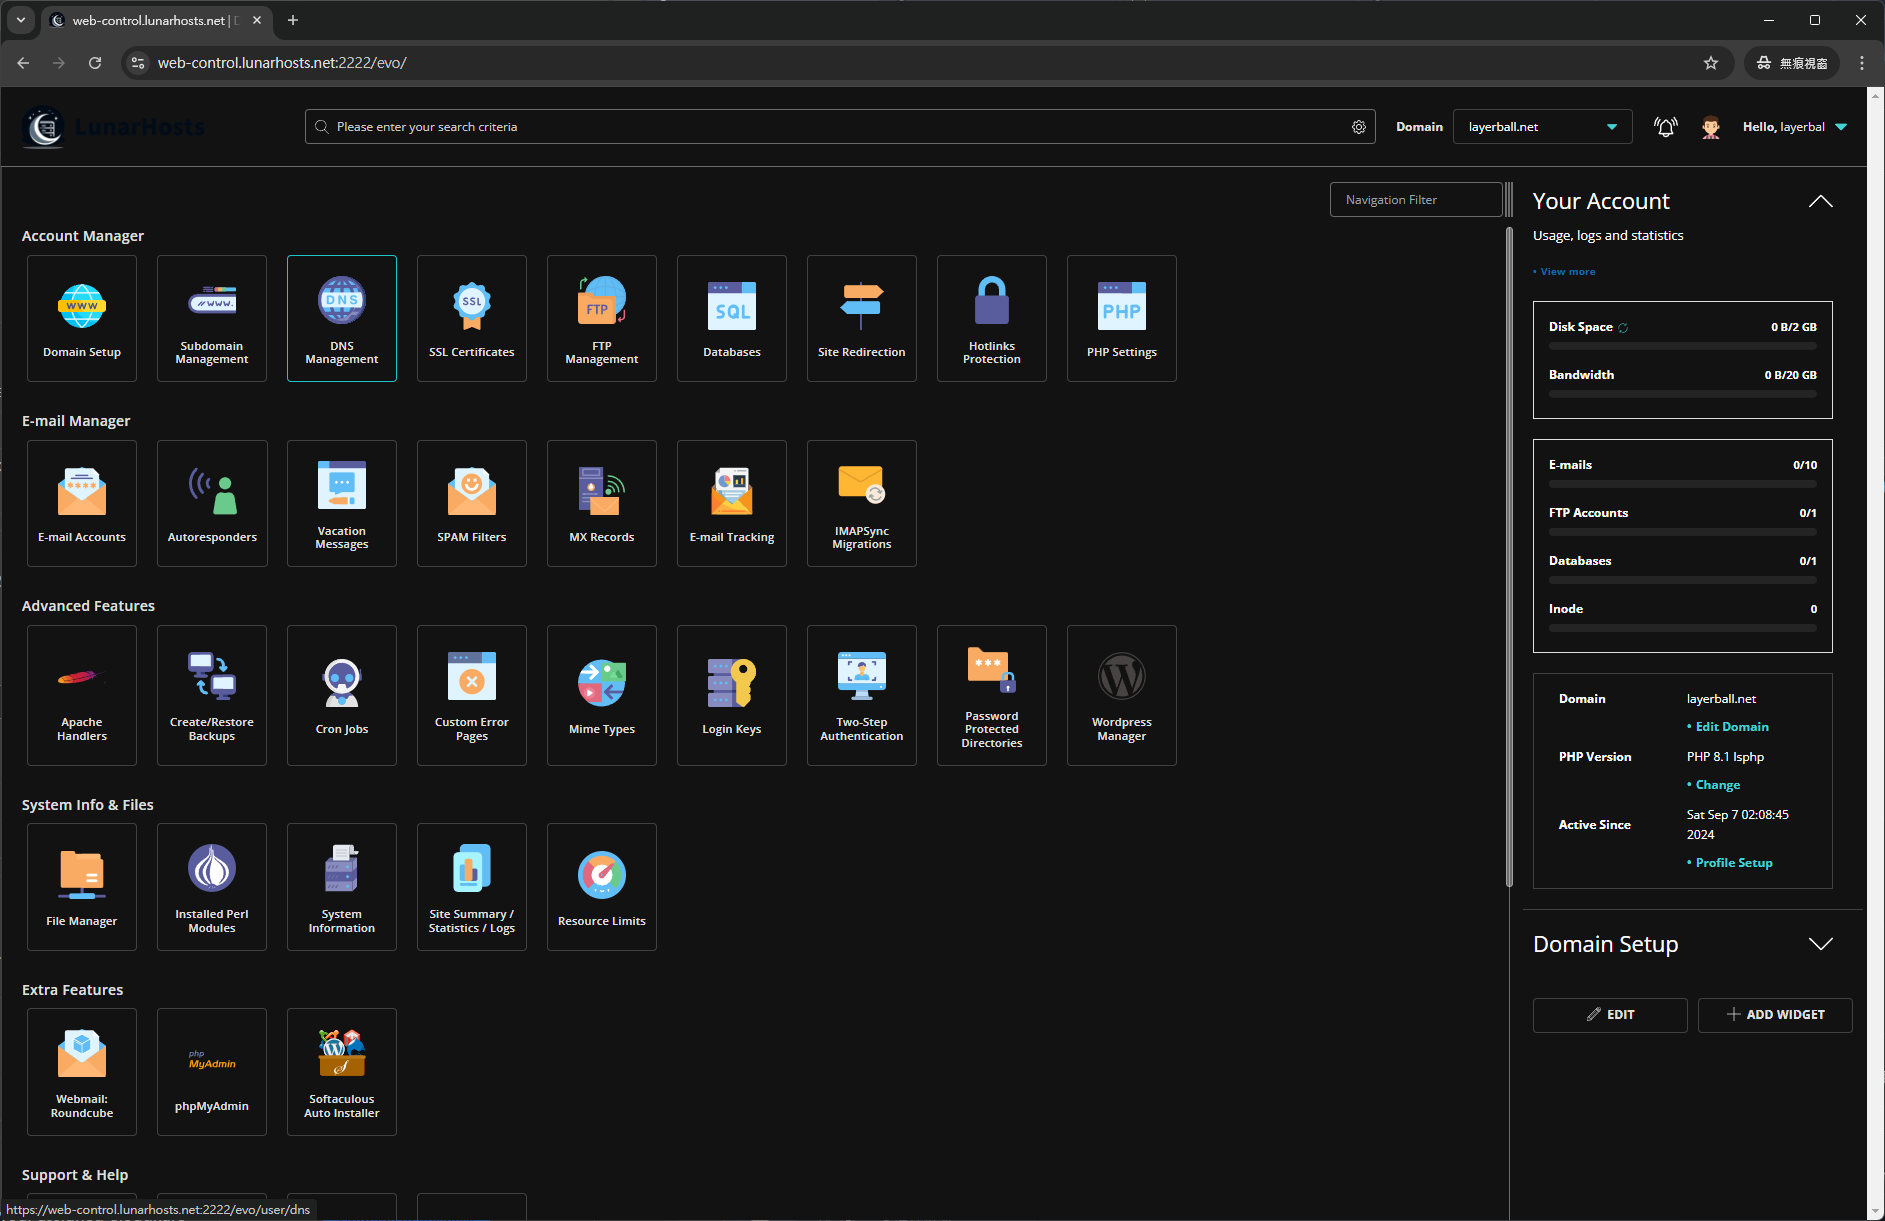 web-control.lunarhosts.net | D
web-control.lunarhosts.net:2222/evo/
無痕視窗
LunarHosts
Please enter your search criteria
Domain
layerball.net
Hello, layerbal
Navigation Filter
Account Manager
WWW
Domain Setup
//WWW.
Subdomain
Management
DNS
DNS
Management
SSL
SSL Certificates
FTP
FTP
Management
SQL
Databases
Site Redirection
Hotlinks
Protection
PHP
PHP Settings
E-mail Manager
****
E-mail Accounts
Autoresponders
Vacation
Messages
SPAM Filters
MX Records
E-mail Tracking
IMAPSync
Migrations
Advanced Features
Apache
Handlers
Create/Restore
Backups
Cron Jobs
Custom Error
Pages
Mime Types
Login Keys
Two-Step
Authentication
***
Password
Protected
Directories
Wordpress
Manager
System Info & Files
File Manager
Installed Perl
Modules
System
Information
Site Summary /
Statistics / Logs
Resource Limits
Extra Features
Webmail:
Roundcube
php
MyAdmin
phpMyAdmin
Softaculous
Auto Installer
Support & Help
https://web-control.lunarhosts.net:2222/evo/user/dns
Your Account
Usage, logs and statistics
• View more
Disk Space 0 B/2 GB
Bandwidth 0 B/20 GB
E-mails 0/10
FTP Accounts 0/1
Databases 0/1
Inode 0
Domain layerball.net
• Edit Domain
PHP Version PHP 8.1 lsphp
• Change
Active Since Sat Sep 7 02:08:45
2024
• Profile Setup
Domain Setup
EDIT
ADD WIDGET